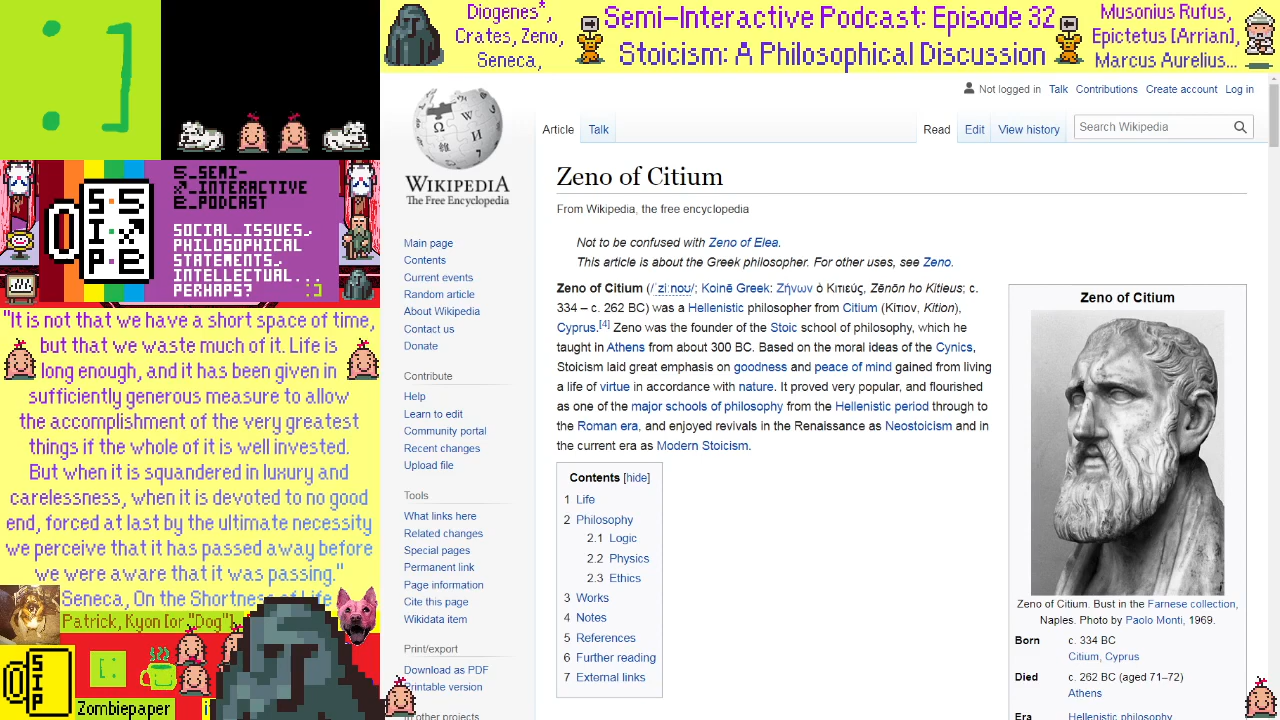 Diogenes*,
Crates, Zeno,
Seneca,
Semi-Interactive Podcast: Episode 32
Stoicism: A Philosophical Discussion
Musonius Rufus,
Epictetus [Arrian],
Marcus Aurelius...
: ]
S_SEMI-
_INTERACTIVE
_PODCAST
SOCIAL_ISSUES.
PHILOSOPHICAL
STATEMENTS.
INTELLECTUAL...
PERHAPS? :]
"It is not that we have a short space of time,
but that we waste much of it. Life is
long enough, and it has been given in
sufficiently generous measure to allow
the accomplishment of the very greatest
things if the whole of it is well invested.
But when it is squandered in luxury and
carelessness, when it is devoted to no good
end, forced at last by the ultimate necessity
we perceive that it has passed away before
we were aware that it was passing."
Seneca, On the Shortness of Life
Patrick, Kyon [or "Dog"],
SIP
[:
Zombiepaper
WIKIPEDIA
The Free Encyclopedia
Main page
Contents
Current events
Random article
About Wikipedia
Contact us
Donate
Contribute
Help
Learn to edit
Community portal
Recent changes
Upload file
Tools
What links here
Related changes
Special pages
Permanent link
Page information
Cite this page
Wikidata item
Print/export
Download as PDF
Printable version
In other projects
Not logged in Talk Contributions Create account Log in
Article Talk Read Edit View history Search Wikipedia
Zeno of Citium
From Wikipedia, the free encyclopedia
Not to be confused with Zeno of Elea.
This article is about the Greek philosopher. For other uses, see Zeno.
Zeno of Citium (/ˈziːnoʊ/; Koinē Greek: Ζήνων ὁ Κιτιεύς, Zēnōn ho Kitieus; c.
334 – c. 262 BC) was a Hellenistic philosopher from Citium (Κίτιον, Kition),
Cyprus.[4] Zeno was the founder of the Stoic school of philosophy, which he
taught in Athens from about 300 BC. Based on the moral ideas of the Cynics,
Stoicism laid great emphasis on goodness and peace of mind gained from living
a life of virtue in accordance with nature. It proved very popular, and flourished
as one of the major schools of philosophy from the Hellenistic period through to
the Roman era, and enjoyed revivals in the Renaissance as Neostoicism and in
the current era as Modern Stoicism.
Contents [hide]
1 Life
2 Philosophy
2.1 Logic
2.2 Physics
2.3 Ethics
3 Works
4 Notes
5 References
6 Further reading
7 External links
Zeno of Citium
Zeno of Citium. Bust in the Farnese collection,
Naples. Photo by Paolo Monti, 1969.
Born c. 334 BC
Citium, Cyprus
Died c. 262 BC (aged 71–72)
Athens
Era Hellenistic philosophy